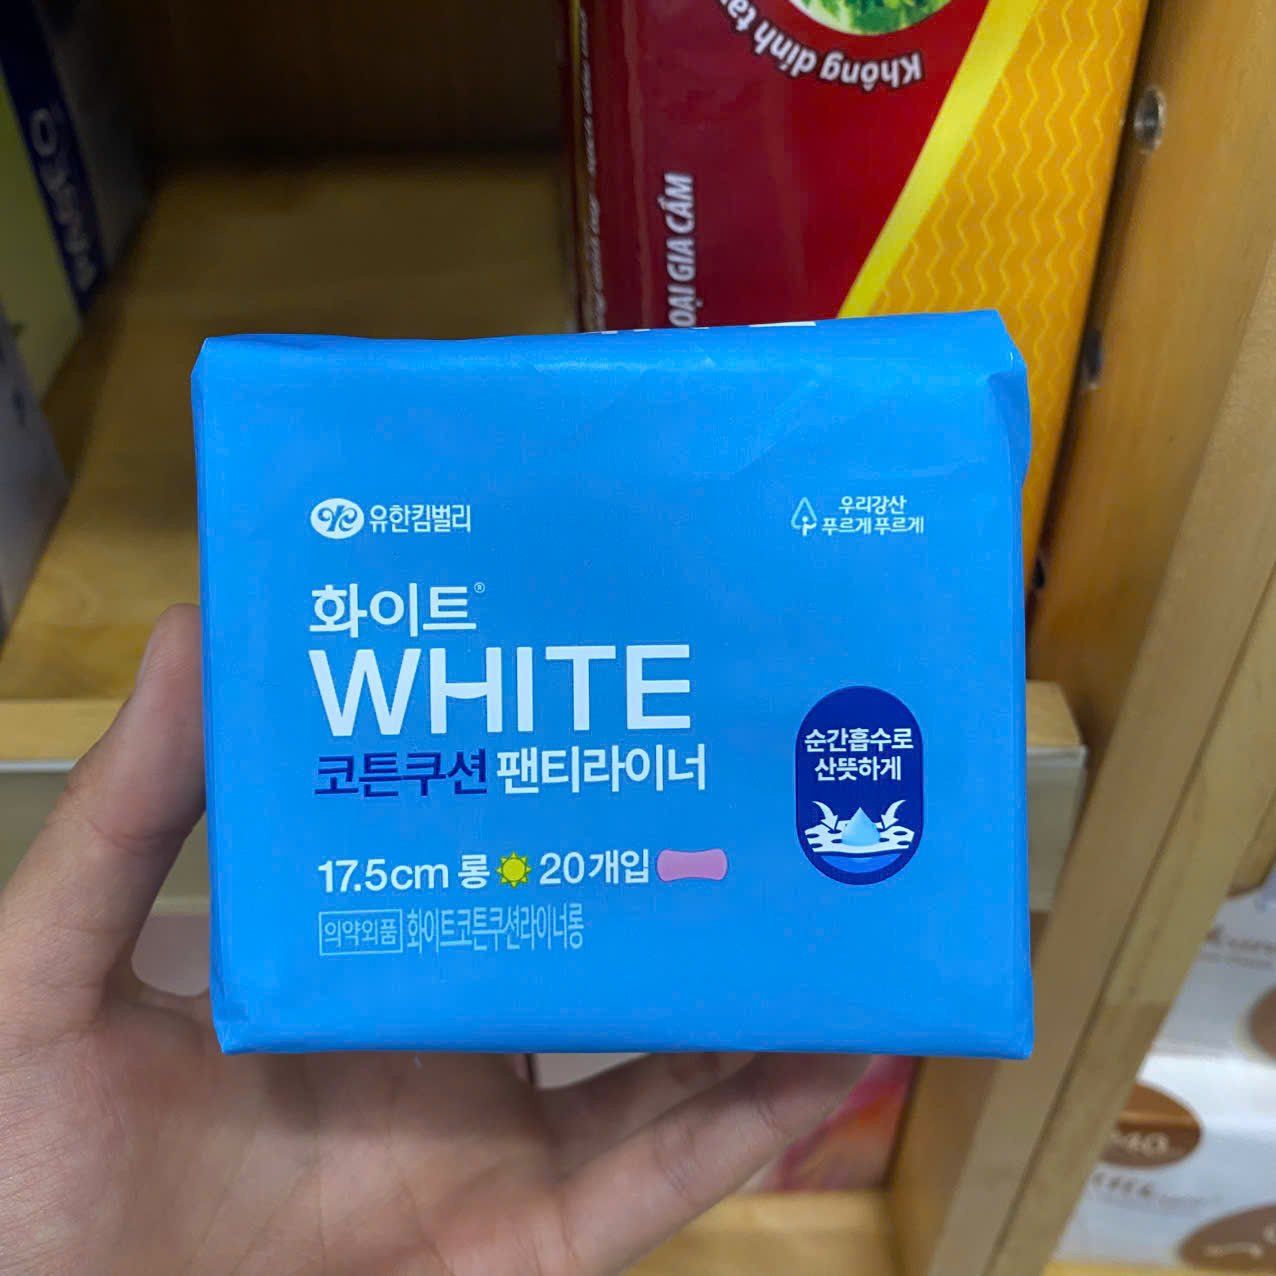 Không dính ta
OẠI GIA CẦM
유한킴벌리
우리강산
푸르게 푸르게
화이트®
WHITE
코튼쿠션 팬티라이너
순간흡수로
산뜻하게
17.5cm 롱 20개입
의약외품 화이트코튼쿠션라이너롱